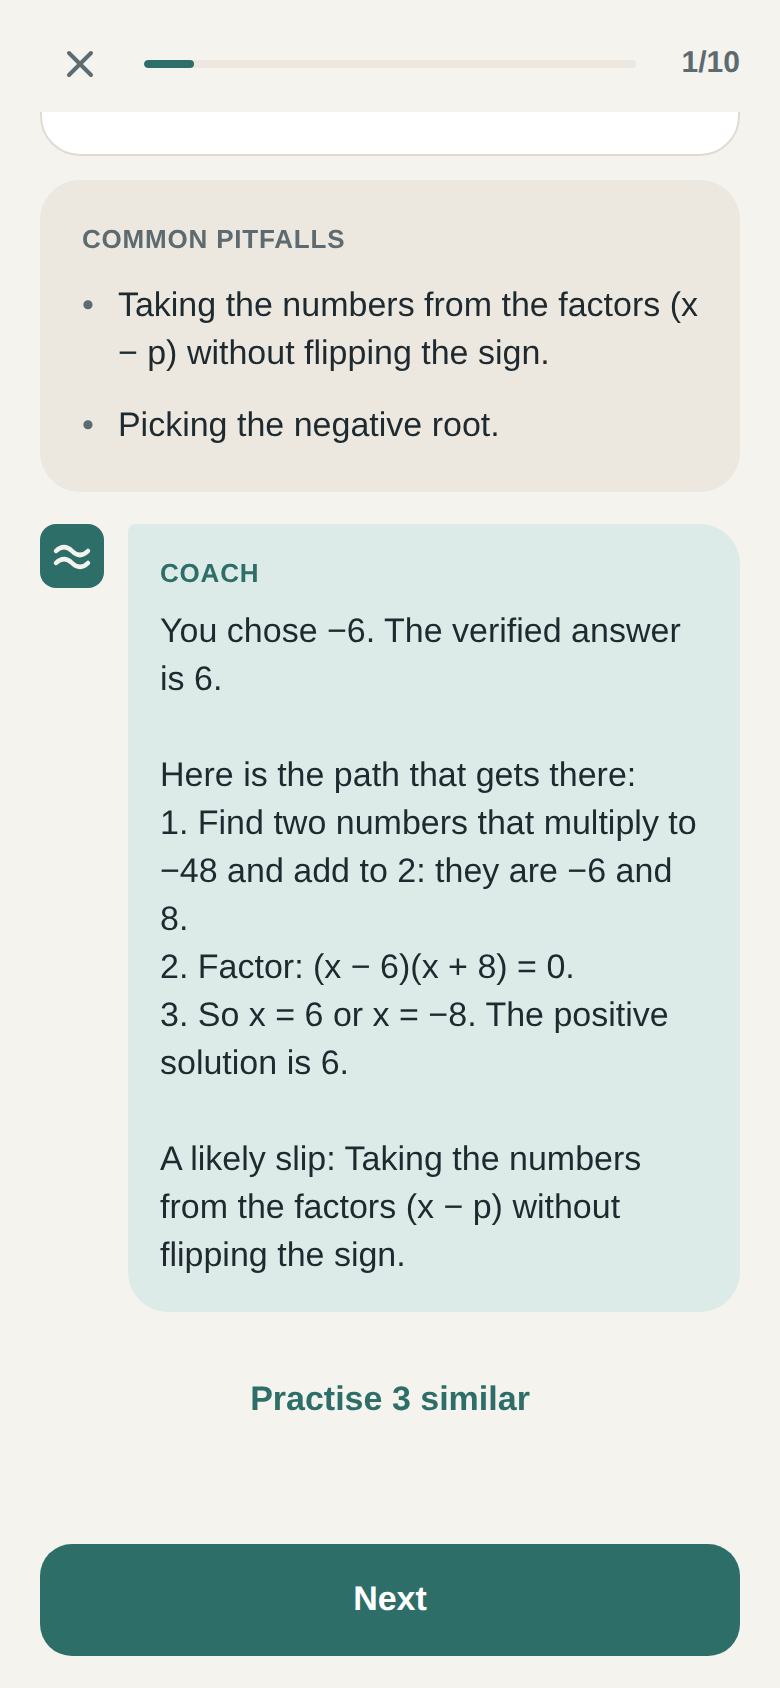 1/10
COMMON PITFALLS
• Taking the numbers from the factors (x
− p) without flipping the sign.
• Picking the negative root.
COACH
You chose −6. The verified answer
is 6.
Here is the path that gets there:
1. Find two numbers that multiply to
−48 and add to 2: they are −6 and
8.
2. Factor: (x − 6)(x + 8) = 0.
3. So x = 6 or x = −8. The positive
solution is 6.
A likely slip: Taking the numbers
from the factors (x − p) without
flipping the sign.
Practise 3 similar
Next